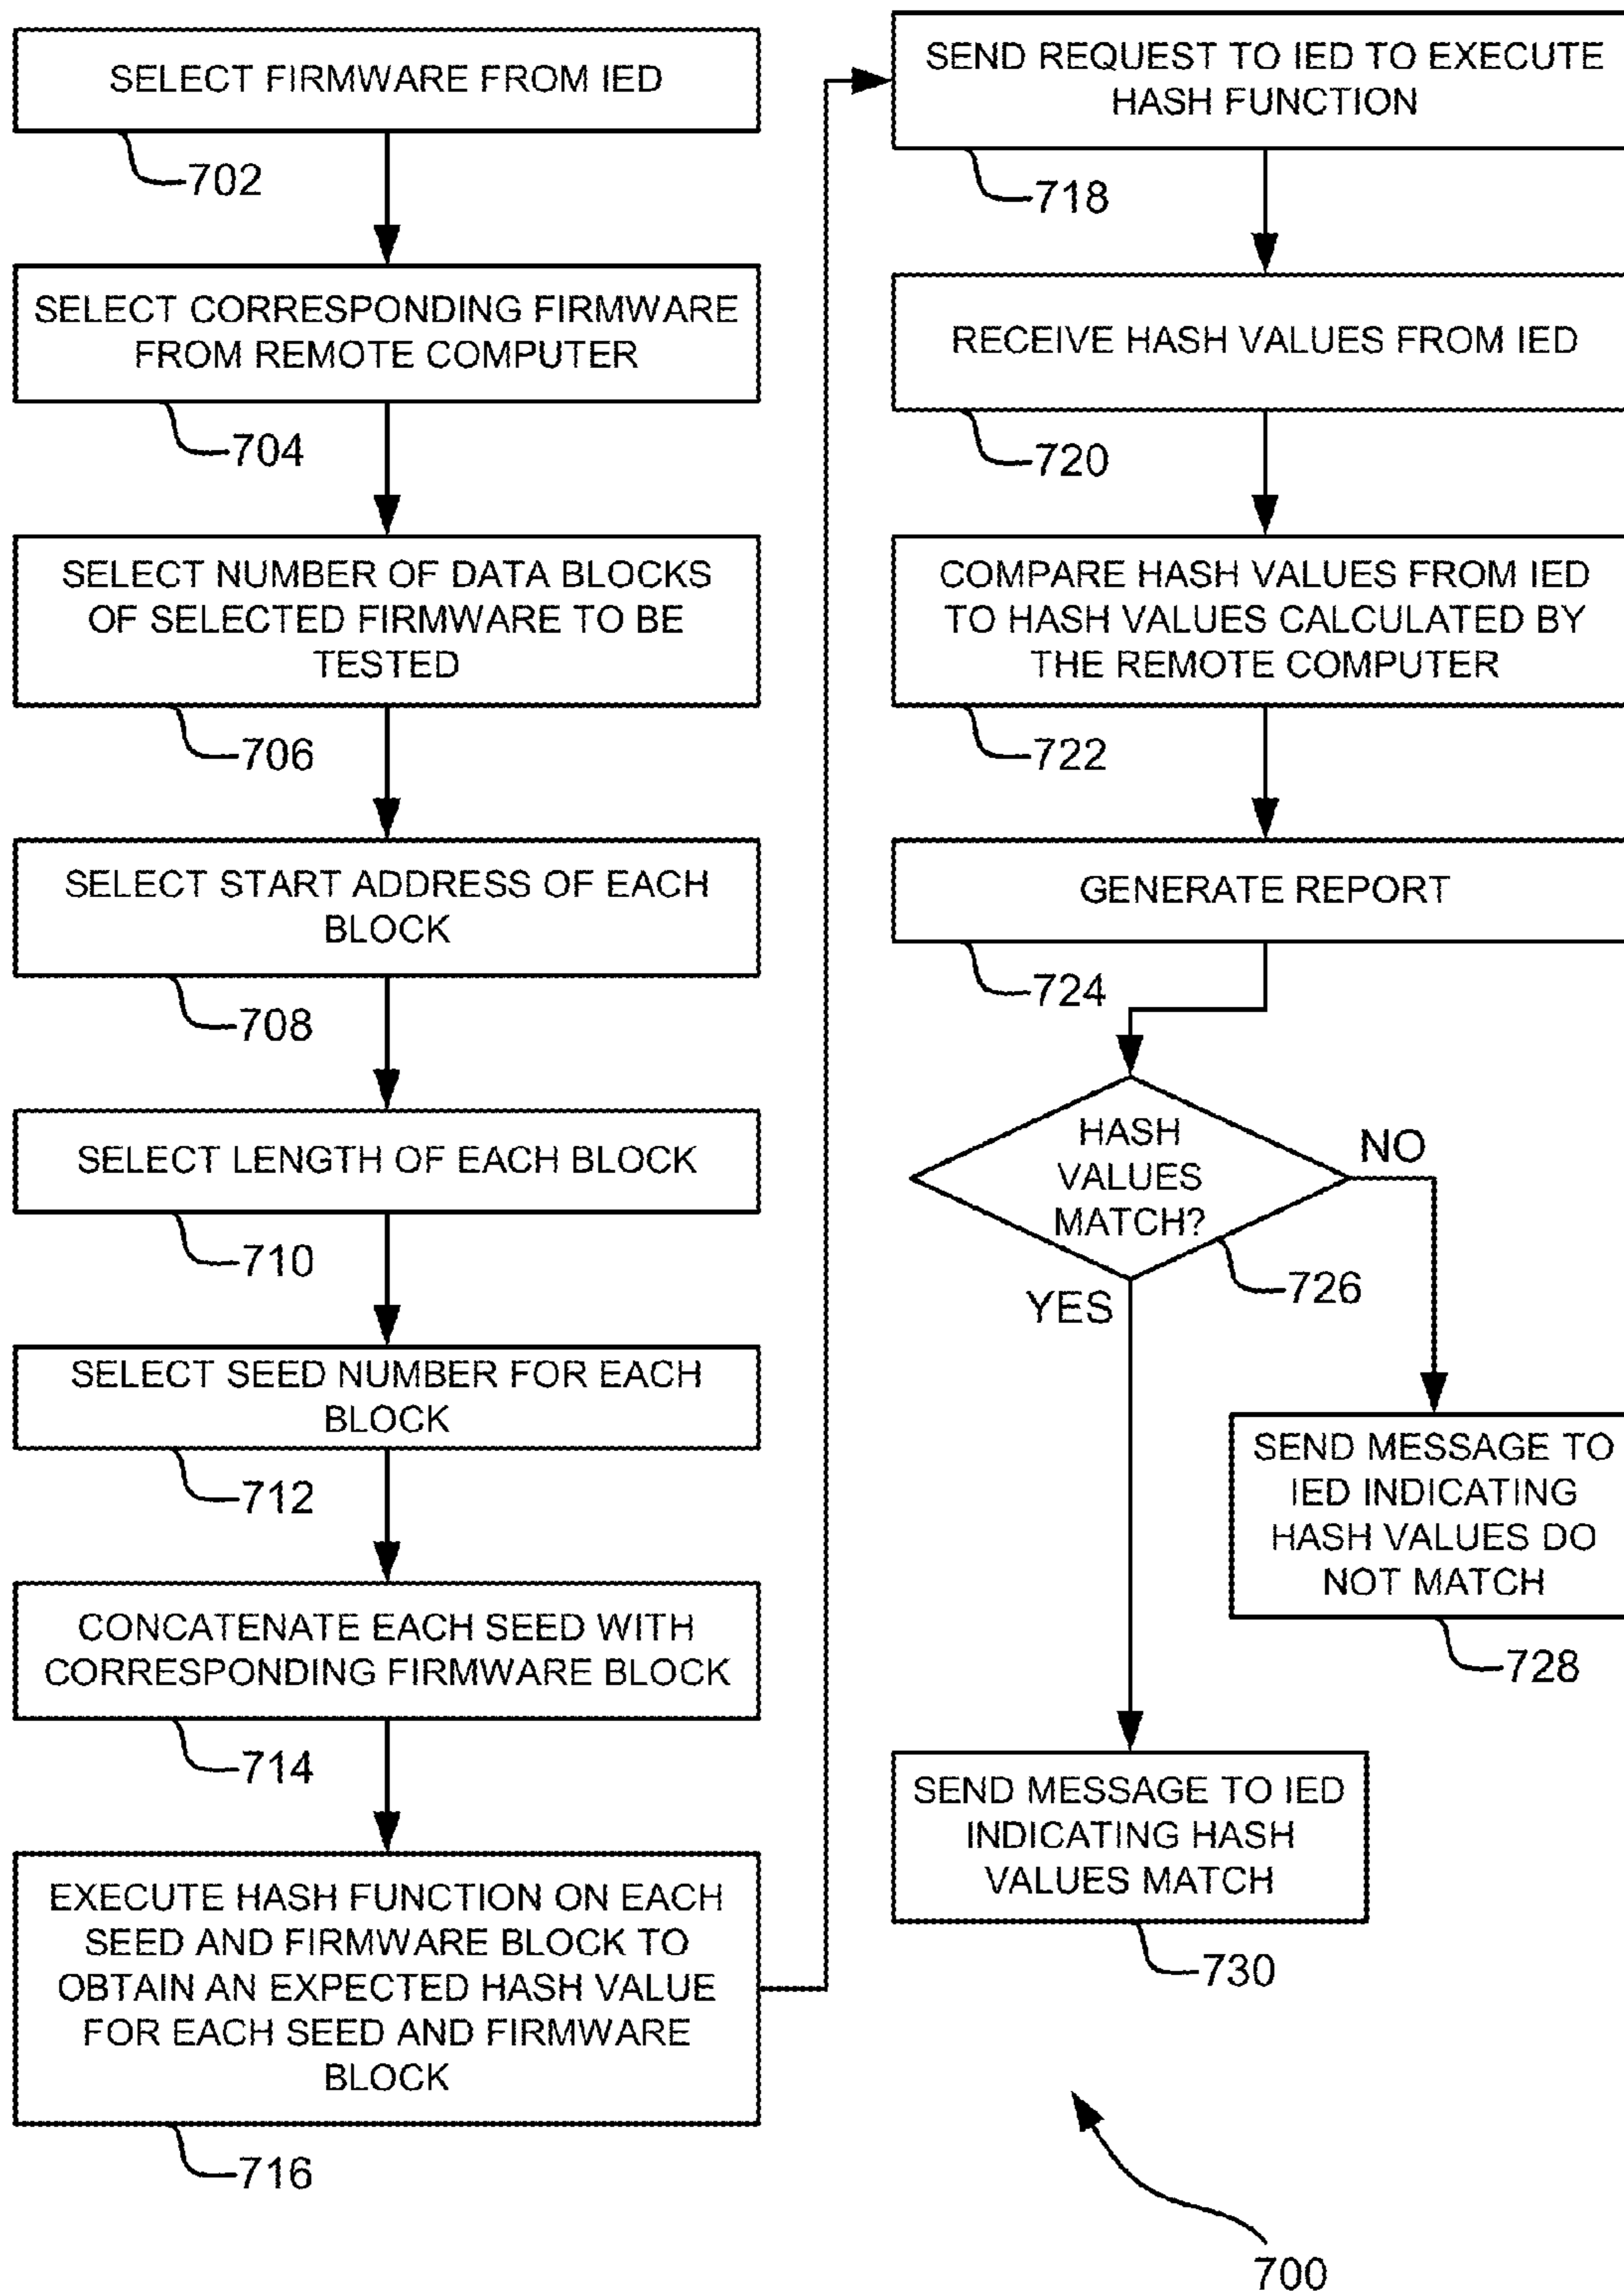 SELECT FIRMWARE FROM IED
702
SELECT CORRESPONDING FIRMWARE
FROM REMOTE COMPUTER
704
SELECT NUMBER OF DATA BLOCKS
OF SELECTED FIRMWARE TO BE
TESTED
706
SELECT START ADDRESS OF EACH
BLOCK
708
SELECT LENGTH OF EACH BLOCK
710
SELECT SEED NUMBER FOR EACH
BLOCK
712
CONCATENATE EACH SEED WITH
CORRESPONDING FIRMWARE BLOCK
714
EXECUTE HASH FUNCTION ON EACH
SEED AND FIRMWARE BLOCK TO
OBTAIN AN EXPECTED HASH VALUE
FOR EACH SEED AND FIRMWARE
BLOCK
716
SEND REQUEST TO IED TO EXECUTE
HASH FUNCTION
718
RECEIVE HASH VALUES FROM IED
720
COMPARE HASH VALUES FROM IED
TO HASH VALUES CALCULATED BY
THE REMOTE COMPUTER
722
GENERATE REPORT
724
HASH
VALUES
MATCH?
726
NO
YES
SEND MESSAGE TO
IED INDICATING
HASH VALUES DO
NOT MATCH
728
SEND MESSAGE TO IED
INDICATING HASH
VALUES MATCH
730
700